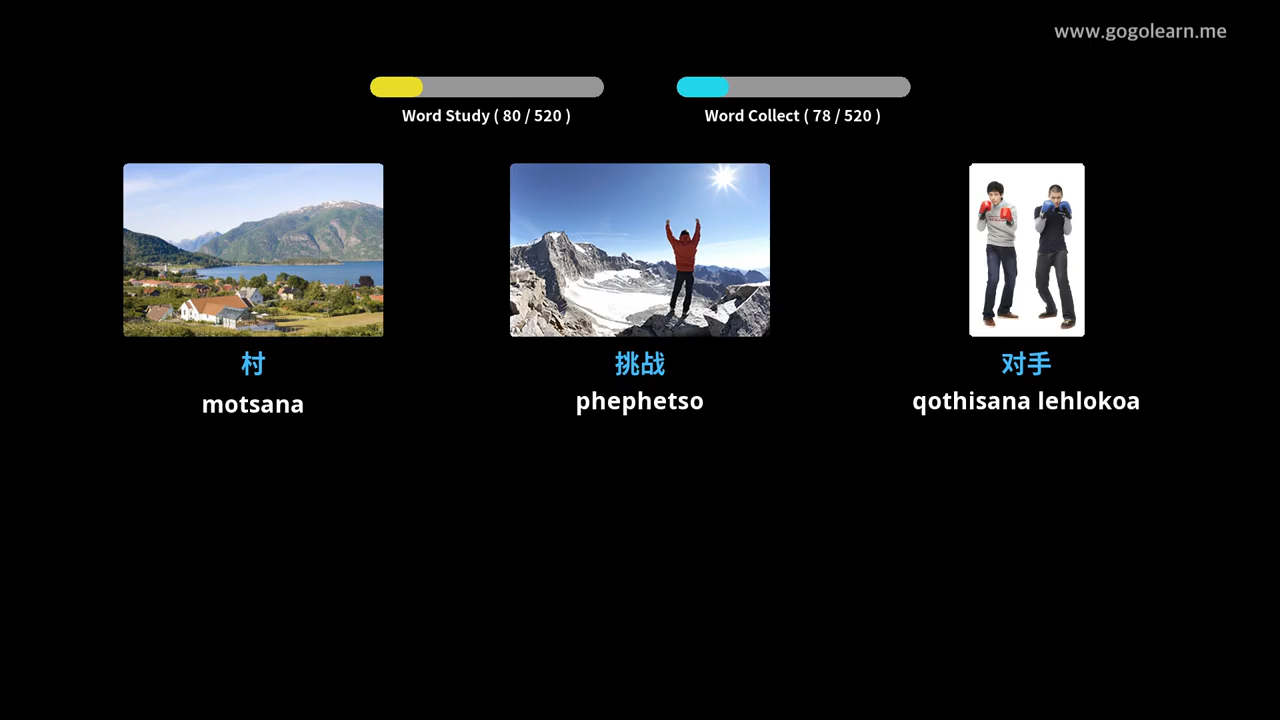 www.gogolearn.me
Word Study ( 80 / 520 )
Word Collect ( 78 / 520 )
村
挑战
对手
motsana
phephetso
qothisana lehlokoa